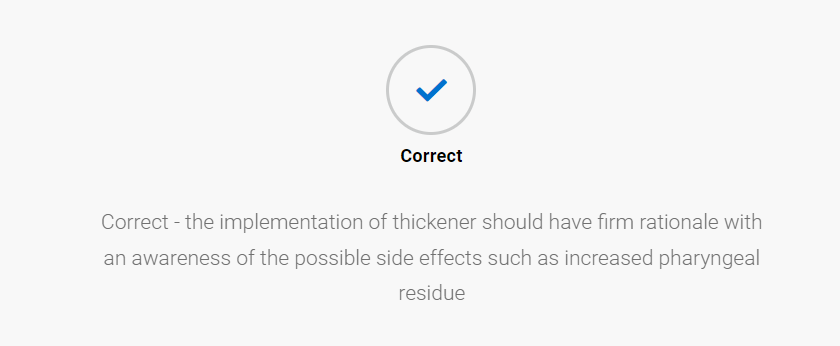 Correct
Correct - the implementation of thickener should have firm rationale with
an awareness of the possible side effects such as increased pharyngeal
residue